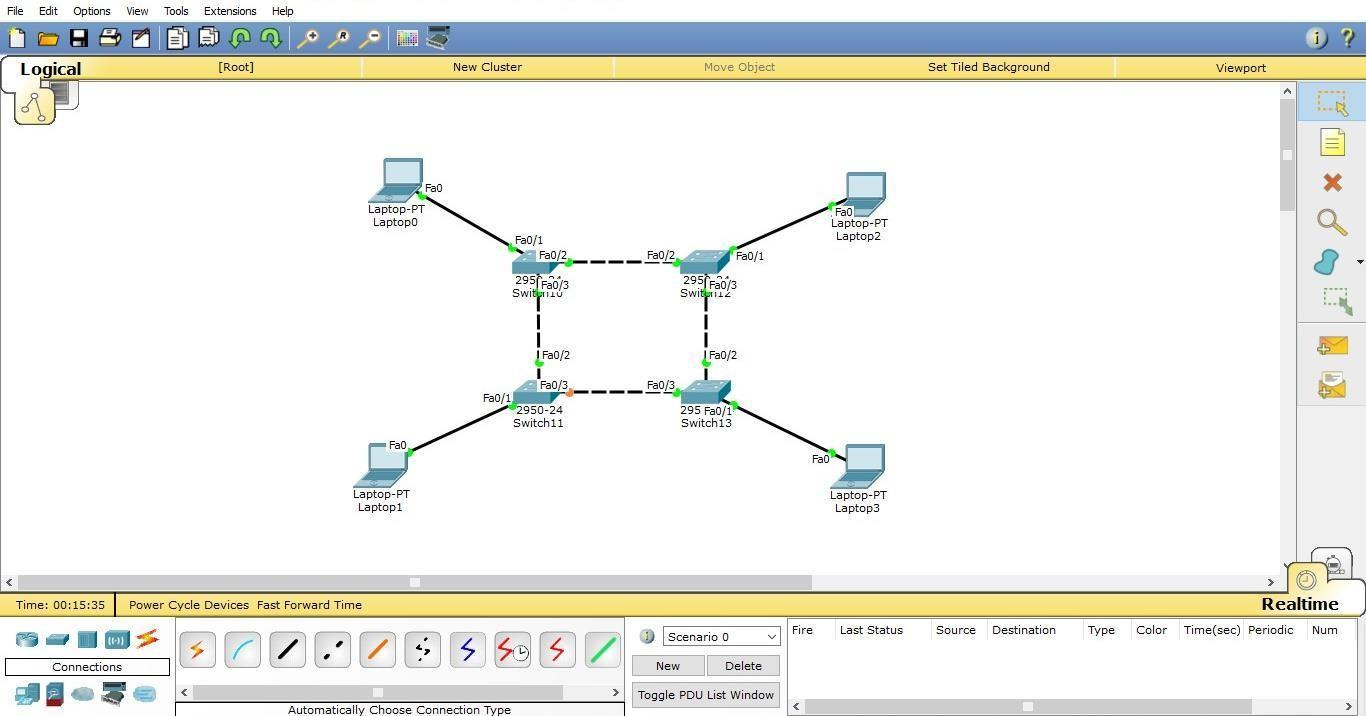 File Edit Options View Tools Extensions Help
Logical [Root] New Cluster Move Object Set Tiled Background Viewport
Fa0
Laptop-PT
Laptop0
Fa0
Laptop-PT
Laptop2
Fa0/1
Fa0/2 Fa0/2 Fa0/1
Fa0/3 Fa0/3
Switch10 Switch12
Fa0/2 Fa0/2
Fa0/1 Fa0/3 Fa0/3
2950-24 295 Fa0/1
Switch11 Switch13
Fa0 Fa0
Laptop-PT
Laptop1
Laptop-PT
Laptop3
Time: 00:15:35 Power Cycle Devices Fast Forward Time Realtime
Connections
Automatically Choose Connection Type
Scenario 0
New Delete
Toggle PDU List Window
Fire Last Status Source Destination Type Color Time(sec) Periodic Num